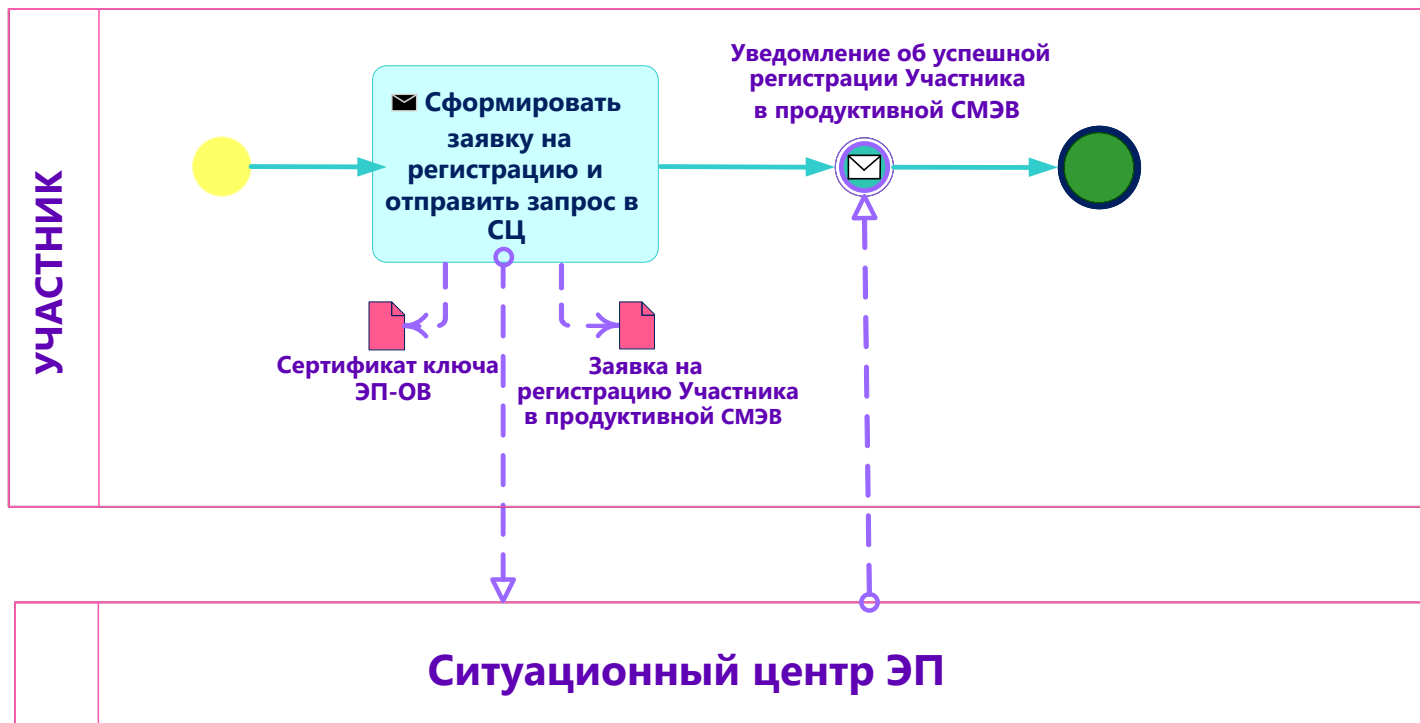 УЧАСТНИК
Сформировать
заявку на
регистрацию и
отправить запрос в
СЦ
Уведомление об успешной
регистрации Участника
в продуктивной СМЭВ
Сертификат ключа
ЭП-ОВ
Заявка на
регистрацию Участника
в продуктивной СМЭВ
Ситуационный центр ЭП